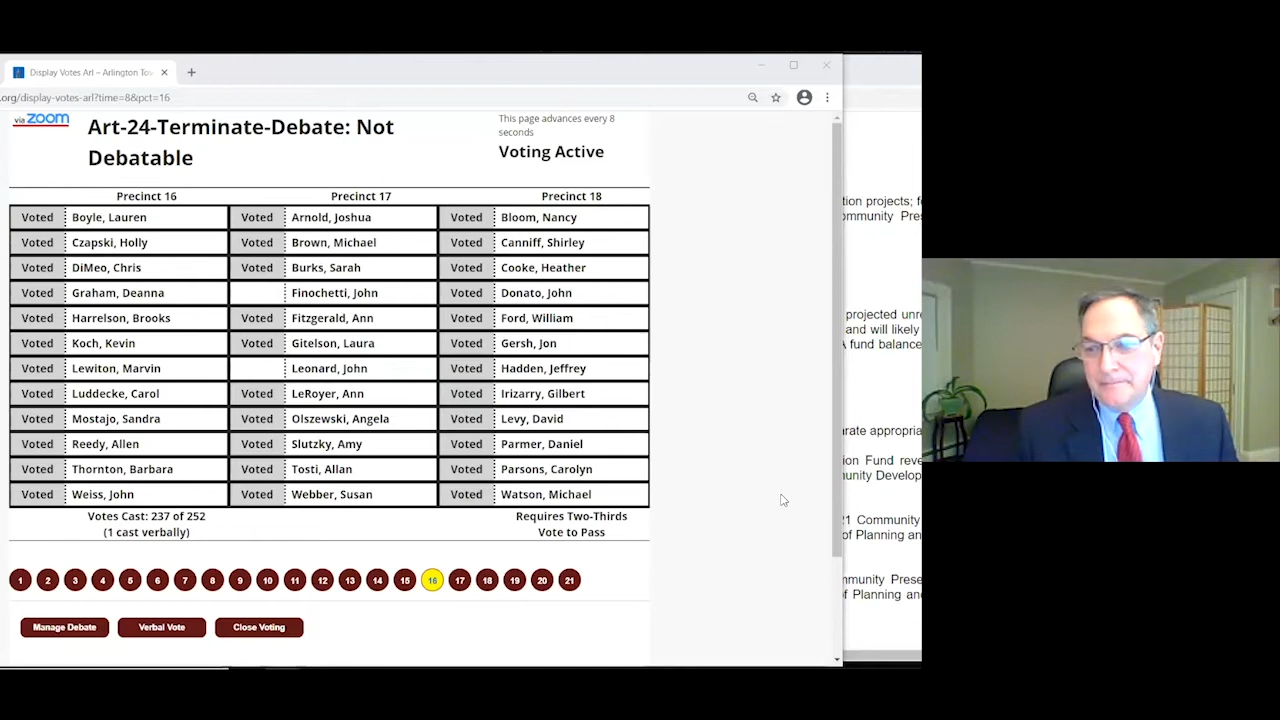 Display Votes Arl – Arlington Tov
.org/display-votes-arl?time=8&pct=16
via zoom
Art-24-Terminate-Debate: Not
Debatable
This page advances every 8
seconds
Voting Active
Precinct 16 Precinct 17 Precinct 18
Voted Boyle, Lauren Voted Arnold, Joshua Voted Bloom, Nancy
Voted Czapski, Holly Voted Brown, Michael Voted Canniff, Shirley
Voted DiMeo, Chris Voted Burks, Sarah Voted Cooke, Heather
Voted Graham, Deanna Finochetti, John Voted Donato, John
Voted Harrelson, Brooks Voted Fitzgerald, Ann Voted Ford, William
Voted Koch, Kevin Voted Gitelson, Laura Voted Gersh, Jon
Voted Lewiton, Marvin Leonard, John Voted Hadden, Jeffrey
Voted Luddecke, Carol Voted LeRoyer, Ann Voted Irizarry, Gilbert
Voted Mostajo, Sandra Voted Olszewski, Angela Voted Levy, David
Voted Reedy, Allen Voted Slutzky, Amy Voted Parmer, Daniel
Voted Thornton, Barbara Voted Tosti, Allan Voted Parsons, Carolyn
Voted Weiss, John Voted Webber, Susan Voted Watson, Michael
Votes Cast: 237 of 252
(1 cast verbally)
Requires Two-Thirds
Vote to Pass
1 2 3 4 5 6 7 8 9 10 11 12 13 14 15 16 17 18 19 20 21
Manage Debate Verbal Vote Close Voting
tion projects; f
ommunity Pres
projected unre
and will likely
A fund balance
arate appropria
ion Fund reve
unity Develop
21 Community
of Planning an
mmunity Prese
of Planning an